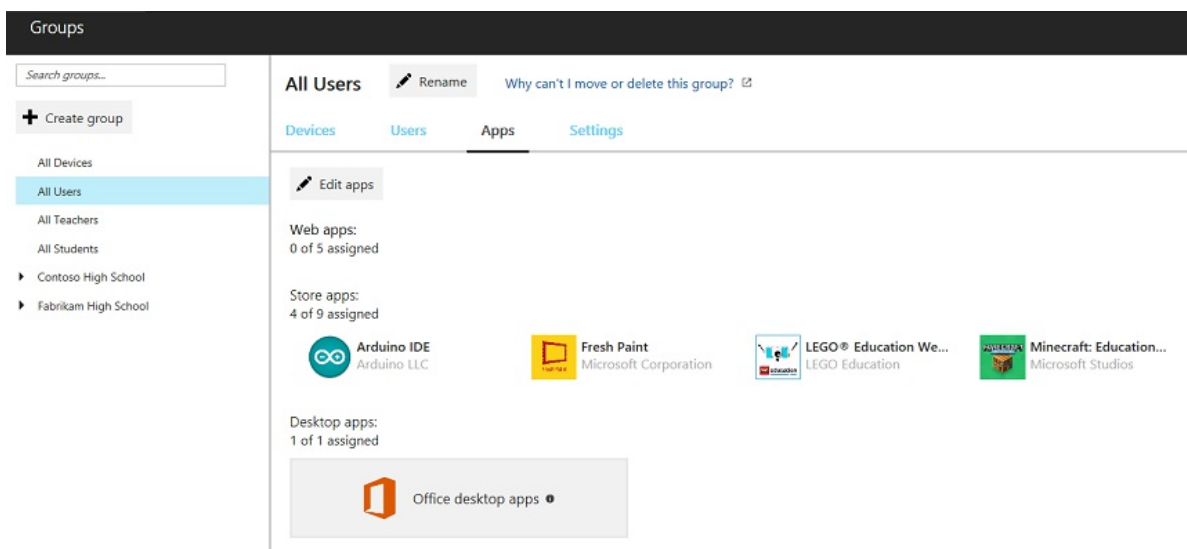 Groups
Search groups...
Create group
All Devices
All Users
All Teachers
All Students
Contoso High School
Fabrikam High School
All Users
Rename
Why can't I move or delete this group?
Devices Users Apps Settings
Edit apps
Web apps:
0 of 5 assigned
Store apps:
4 of 9 assigned
Arduino IDE
Arduino LLC
Fresh Paint
Microsoft Corporation
LEGO® Education We...
LEGO Education
Minecraft: Education...
Microsoft Studios
Desktop apps:
1 of 1 assigned
Office desktop apps